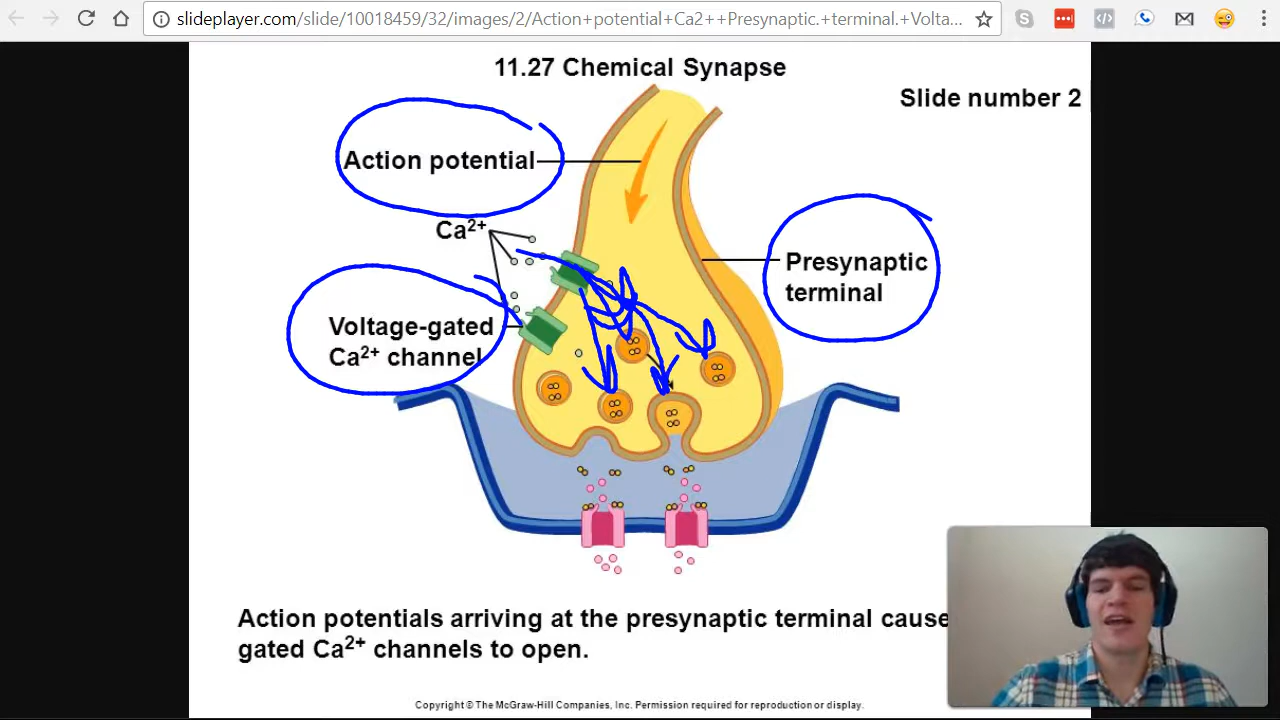 slideplayer.com/slide/10018459/32/images/2/Action+potential+Ca2++Presynaptic.+terminal.+Volta...
11.27 Chemical Synapse
Slide number 2
Action potential
Ca2+
Presynaptic
terminal
Voltage-gated
Ca2+ channel
Action potentials arriving at the presynaptic terminal cause
gated Ca2+ channels to open.
Copyright © The McGraw-Hill Companies, Inc. Permission required for reproduction or display.